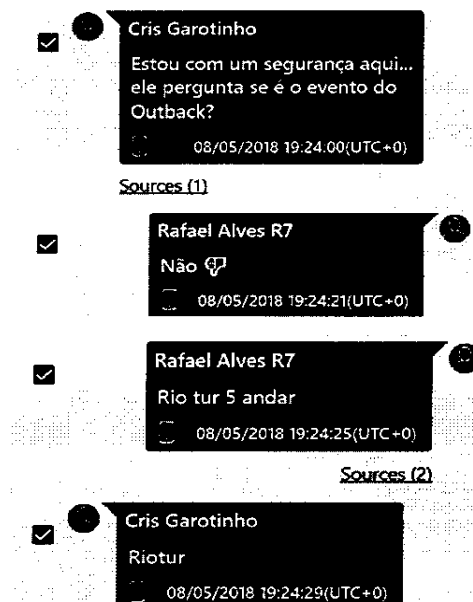 Cris Garotinho
Estou com um segurança aqui...
ele pergunta se é o evento do
Outback?
08/05/2018 19:24:00(UTC+0)
Sources (1)
Rafael Alves R7
Não 👎
08/05/2018 19:24:21(UTC+0)
Rafael Alves R7
Rio tur 5 andar
08/05/2018 19:24:25(UTC+0)
Sources (2)
Cris Garotinho
Riotur
08/05/2018 19:24:29(UTC+0)